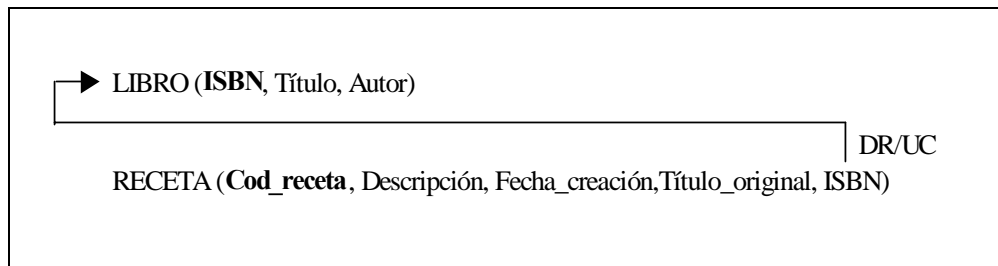 LIBRO (ISBN, Título, Autor)
DR/UC
RECETA (Cod_receta, Descripción, Fecha_creación,Título_original, ISBN)